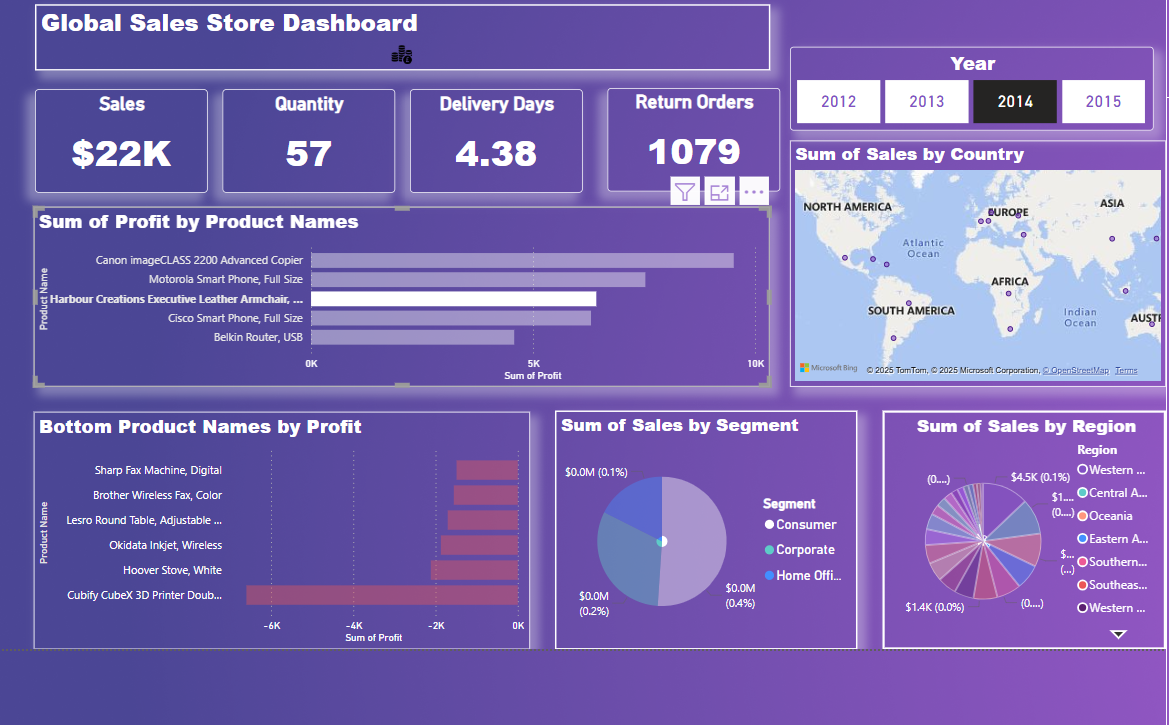 Global Sales Store Dashboard
Year
2012
2013
2014
2015
Sales
$22K
Quantity
57
Delivery Days
4.38
Return Orders
1079
Sum of Sales by Country
NORTH AMERICA
EUROPE
ASIA
Atlantic
Ocean
AFRICA
SOUTH AMERICA
Indian
Ocean
AUSTR
Microsoft Bing
© 2025 TomTom, © 2025 Microsoft Corporation, © OpenStreetMap Terms
Sum of Profit by Product Names
Product Name
Canon imageCLASS 2200 Advanced Copier
Motorola Smart Phone, Full Size
Harbour Creations Executive Leather Armchair, ...
Cisco Smart Phone, Full Size
Belkin Router, USB
0K
5K
10K
Sum of Profit
Bottom Product Names by Profit
Product Name
Sharp Fax Machine, Digital
Brother Wireless Fax, Color
Lesro Round Table, Adjustable ...
Okidata Inkjet, Wireless
Hoover Stove, White
Cubify CubeX 3D Printer Doub...
-6K
-4K
-2K
0K
Sum of Profit
Sum of Sales by Segment
$0.0M (0.1%)
$0.0M
(0.2%)
$0.0M
(0.4%)
Segment
Consumer
Corporate
Home Offi...
Sum of Sales by Region
(0....)
$4.5K (0.1%)
$1....
(0....)
$...
(...)
(0....)
$1.4K (0.0%)
Region
Western ...
Central A...
Oceania
Eastern A...
Southern...
Southeas...
Western ...